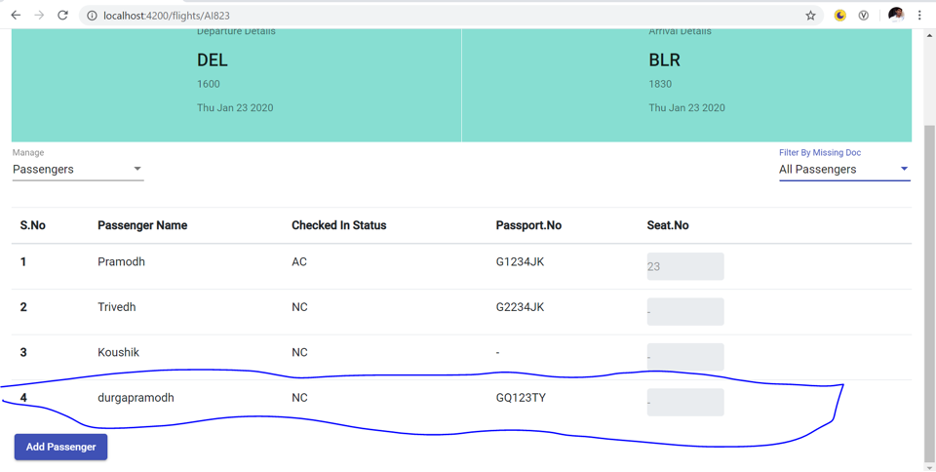 localhost:4200/flights/AI823
Departure Details
Arrival Details
DEL
BLR
1600
1830
Thu Jan 23 2020
Thu Jan 23 2020
Manage
Filter By Missing Doc
Passengers
All Passengers
S.No Passenger Name Checked In Status Passport.No Seat.No
1 Pramodh AC G1234JK 23
2 Trivedh NC G2234JK -
3 Koushik NC - -
4 durgapramodh NC GQ123TY -
Add Passenger